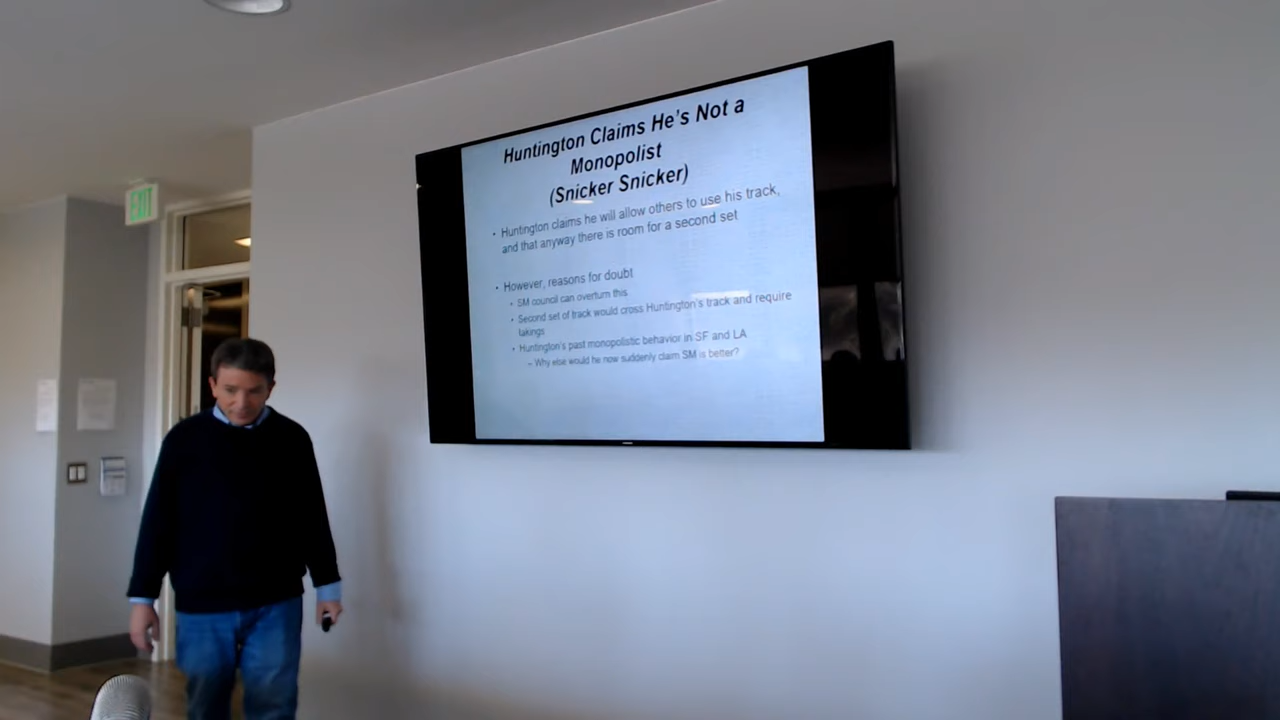 EXIT
Huntington Claims He's Not a
Monopolist
(Snicker Snicker)
• Huntington claims he will allow others to use his track,
and that anyway there is room for a second set
• However, reasons for doubt
• SM council can overturn this
• Second set of track would cross Huntington's track and require
takings
• Huntington's past monopolistic behavior in SF and LA
– Why else would he now suddenly claim SM is better?